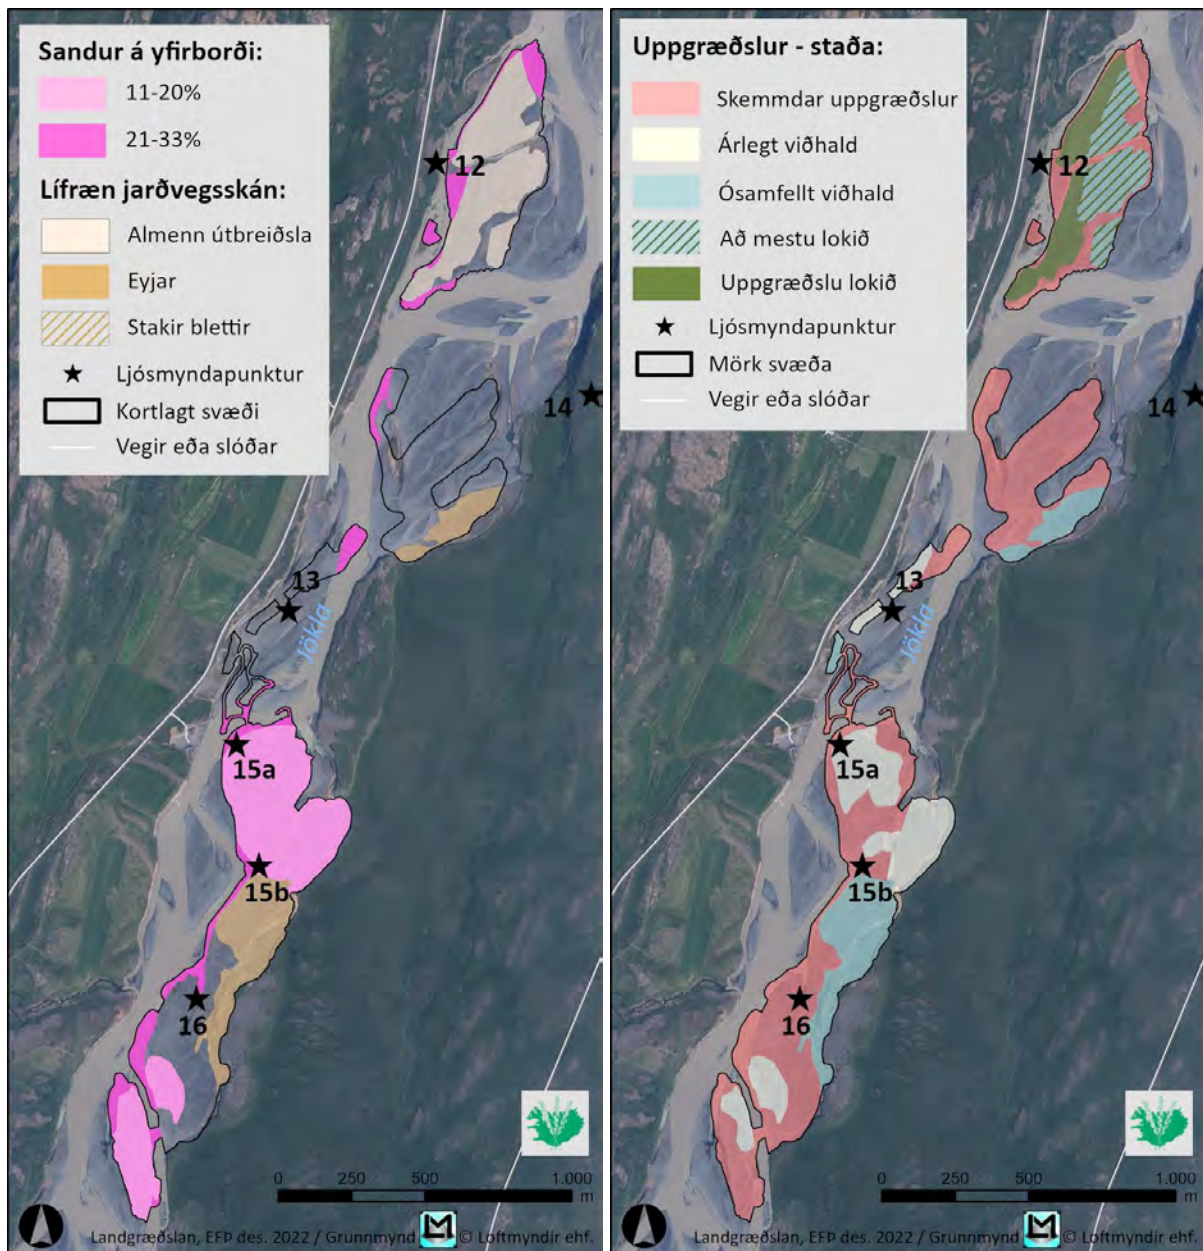 Sandur á yfirborði:
11-20%
21-33%
Lífræn jarðvegsskán:
Almenn útbreiðsla
Eyjar
Stakir blettir
Ljósmyndapunktur
Kortlagt svæði
Vegir eða slóðar
12
14
13
Jökla
15a
15b
16
0 250 500 1.000
m
Landgræðslan, EFÞ des. 2022 / Grunnmynd LM © Loftmyndir ehf.
Uppgræðslur - staða:
Skemmdar uppgræðslur
Árlegt viðhald
Ósamfellt viðhald
Að mestu lokið
Uppgræðslu lokið
Ljósmyndapunktur
Mörk svæða
Vegir eða slóðar
12
14
13
Jökla
15a
15b
16
0 250 500 1.000
m
Landgræðslan, EFÞ des. 2022 / Grunnmynd LM © Loftmyndir ehf.